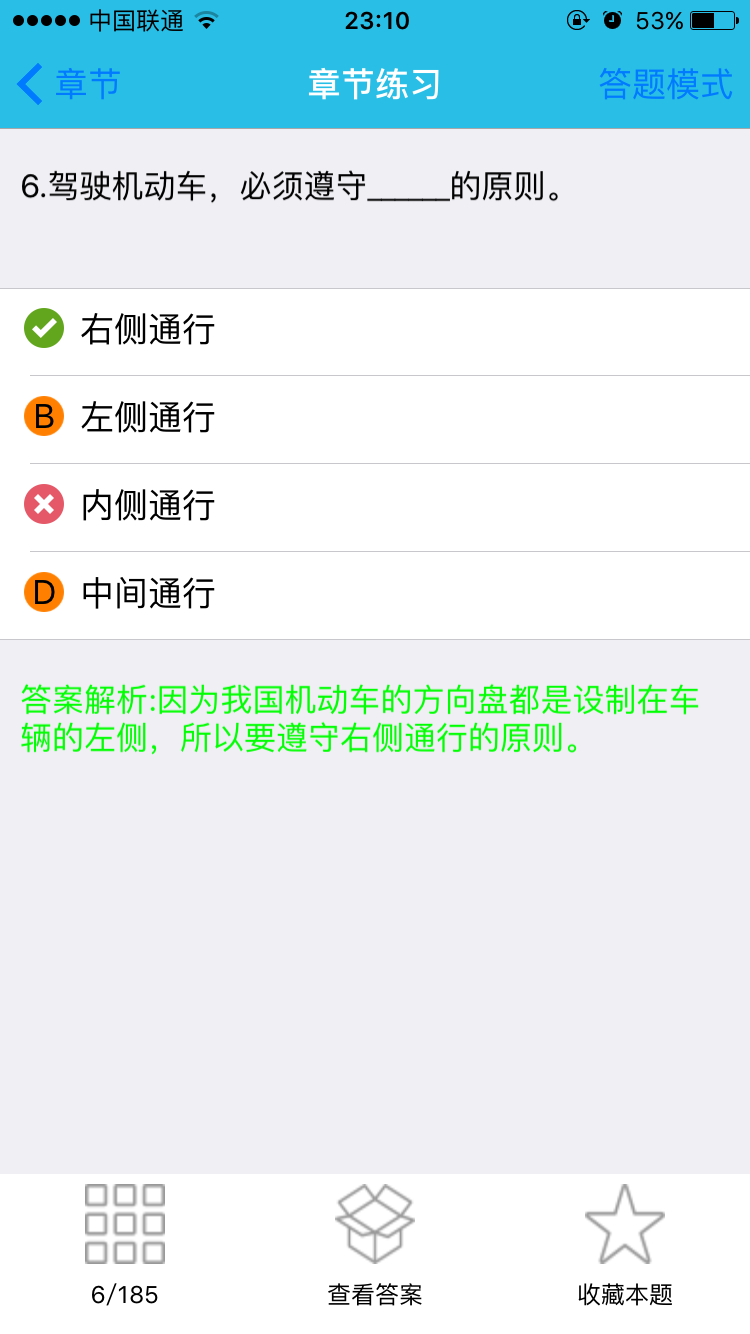 中国联通 23:10 53%
章节 章节练习 答题模式
6.驾驶机动车，必须遵守_____的原则。
右侧通行
B 左侧通行
内侧通行
D 中间通行
答案解析:因为我国机动车的方向盘都是设制在车
辆的左侧，所以要遵守右侧通行的原则。
6/185 查看答案 收藏本题